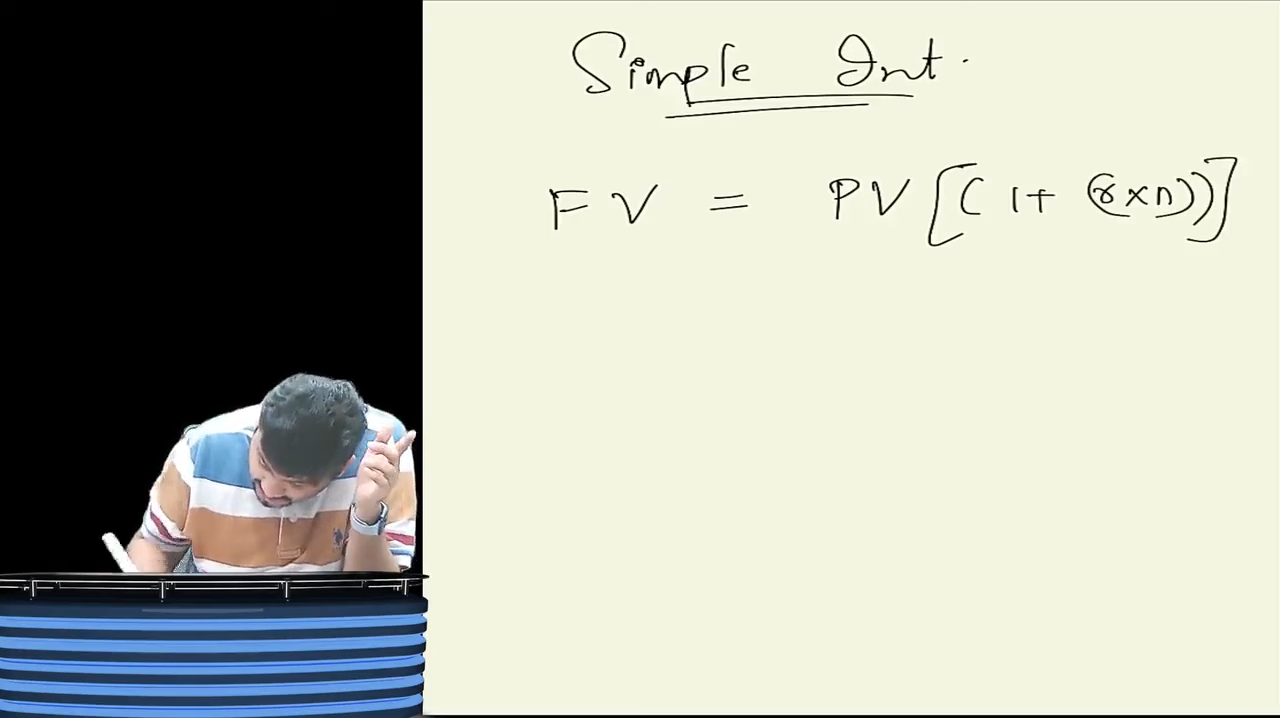 Simple Int.
FV = PV [( 1 + (r x n))]